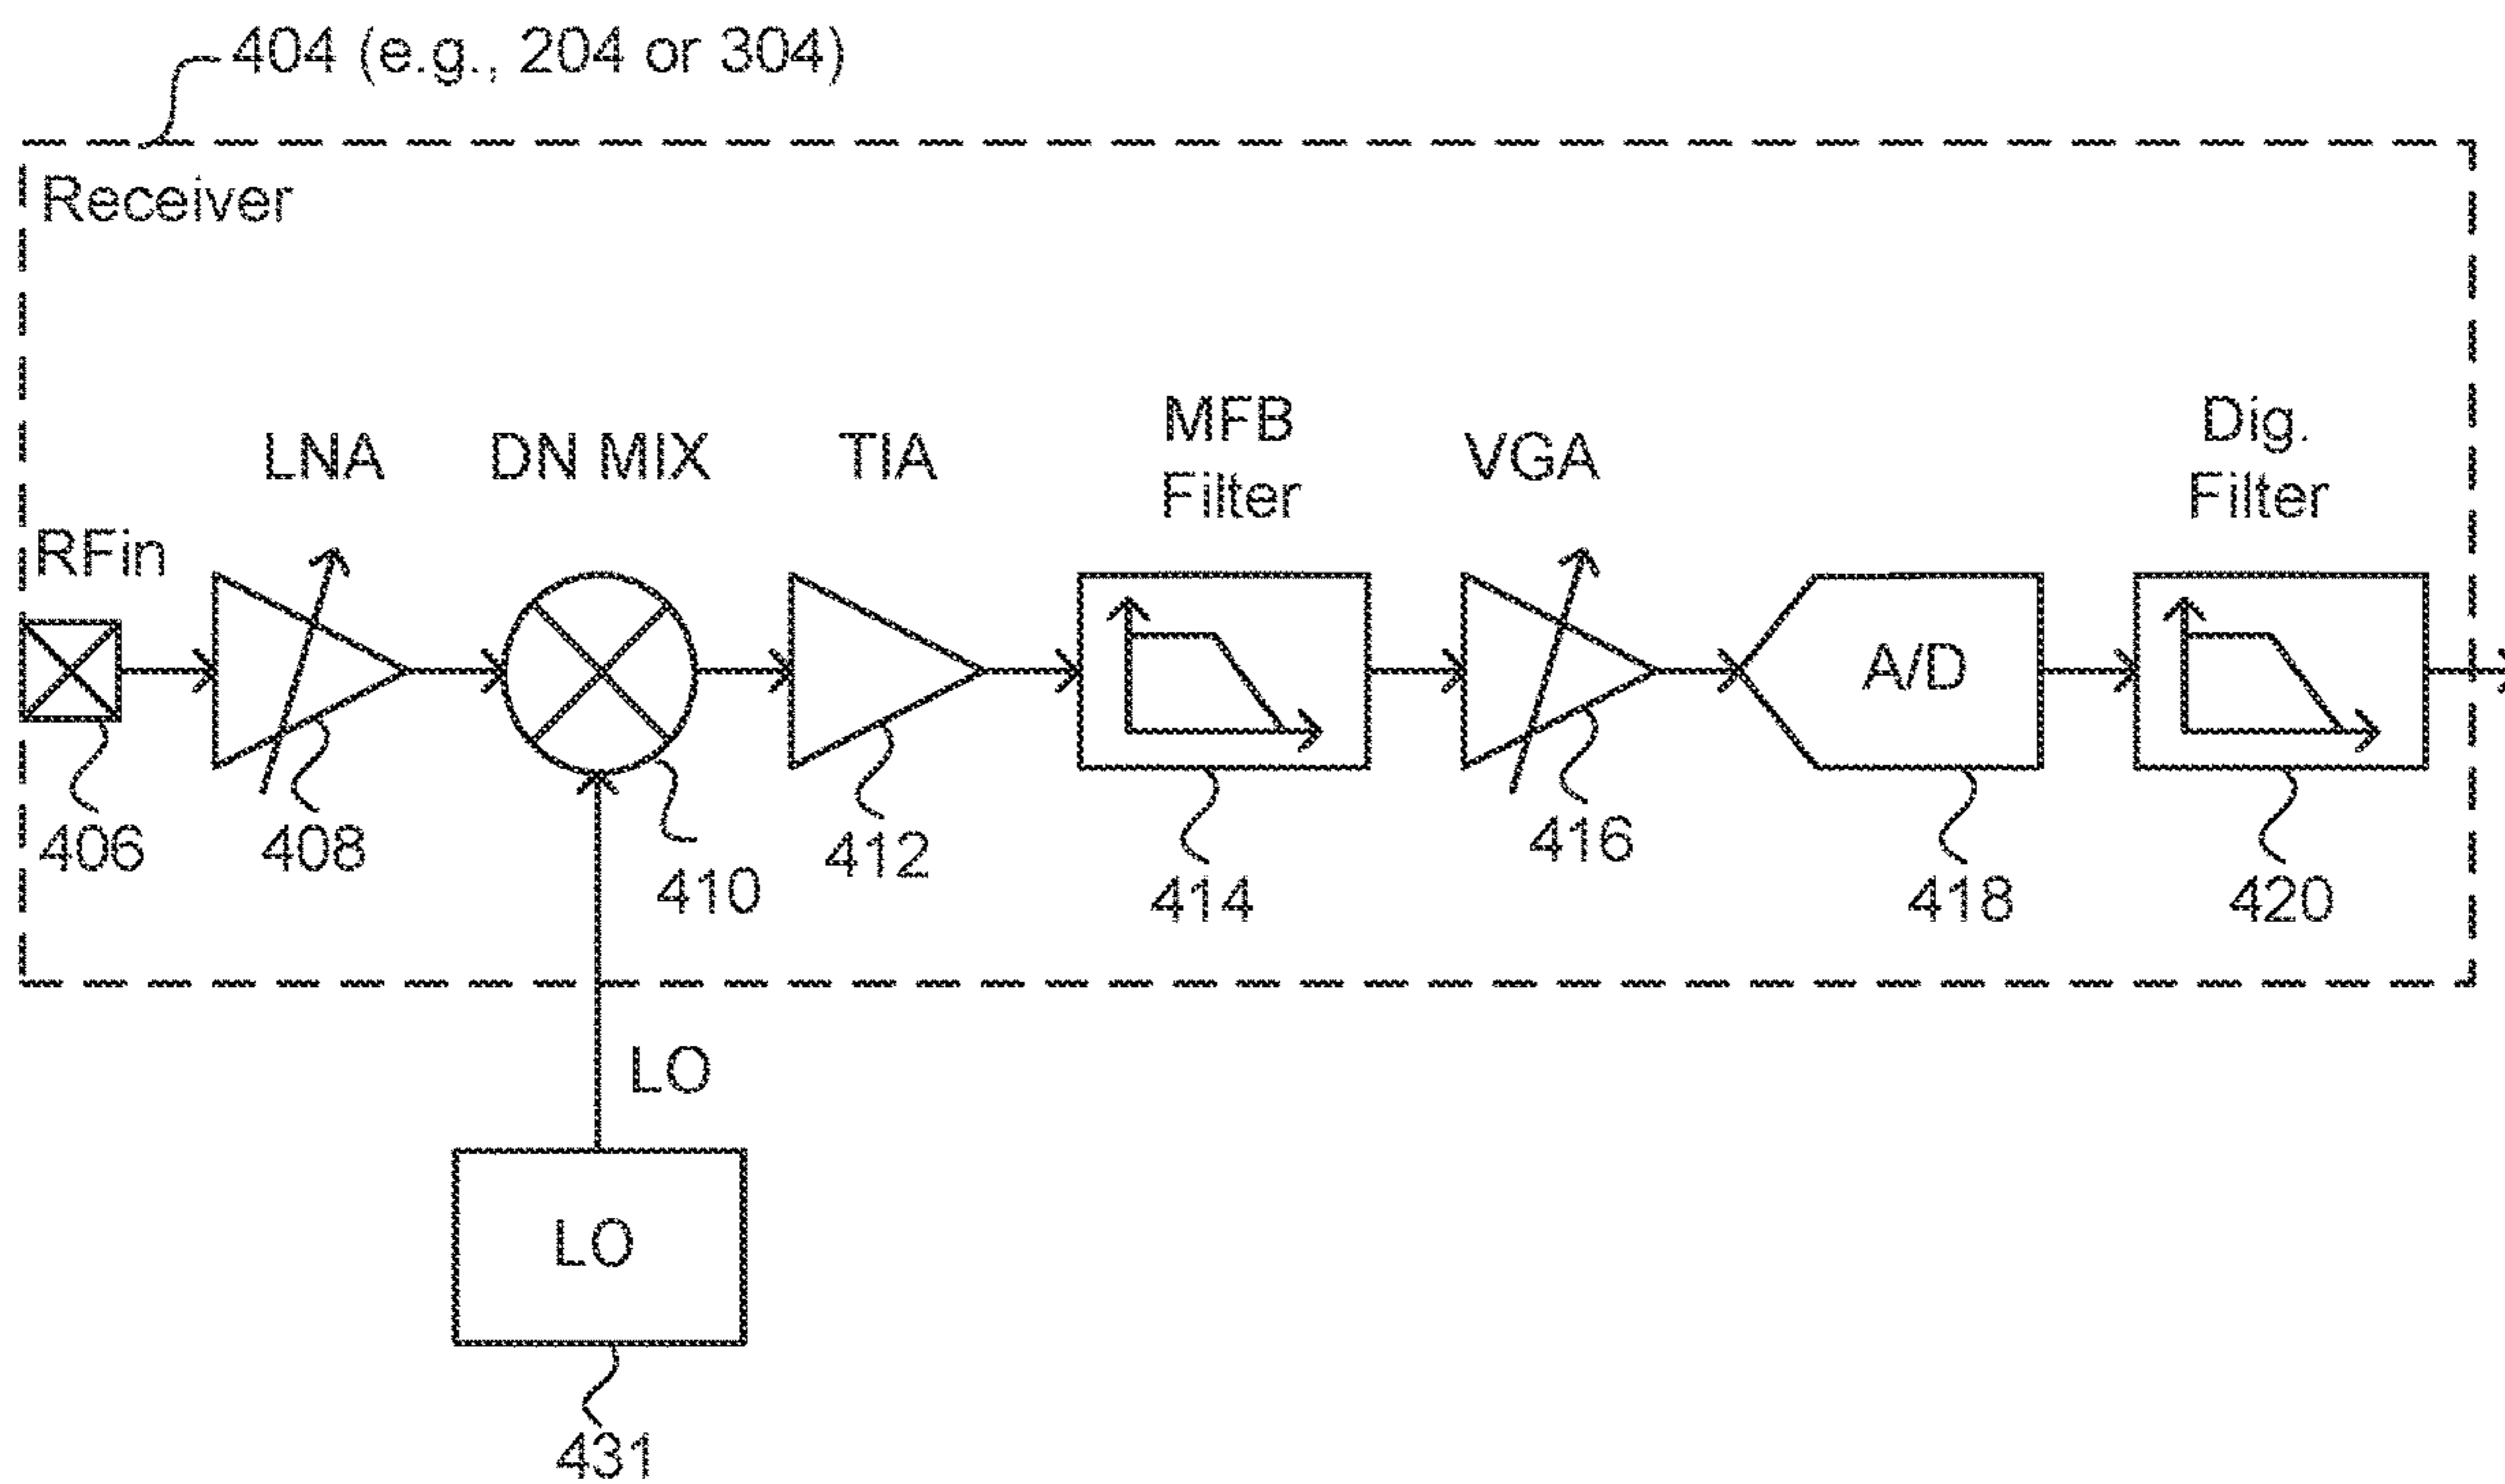 404 (e.g., 204 or 304)
Receiver
RFin
LNA
DN MIX
TIA
MFB
Filter
VGA
A/D
Dig.
Filter
406
408
410
412
414
416
418
420
LO
LO
431